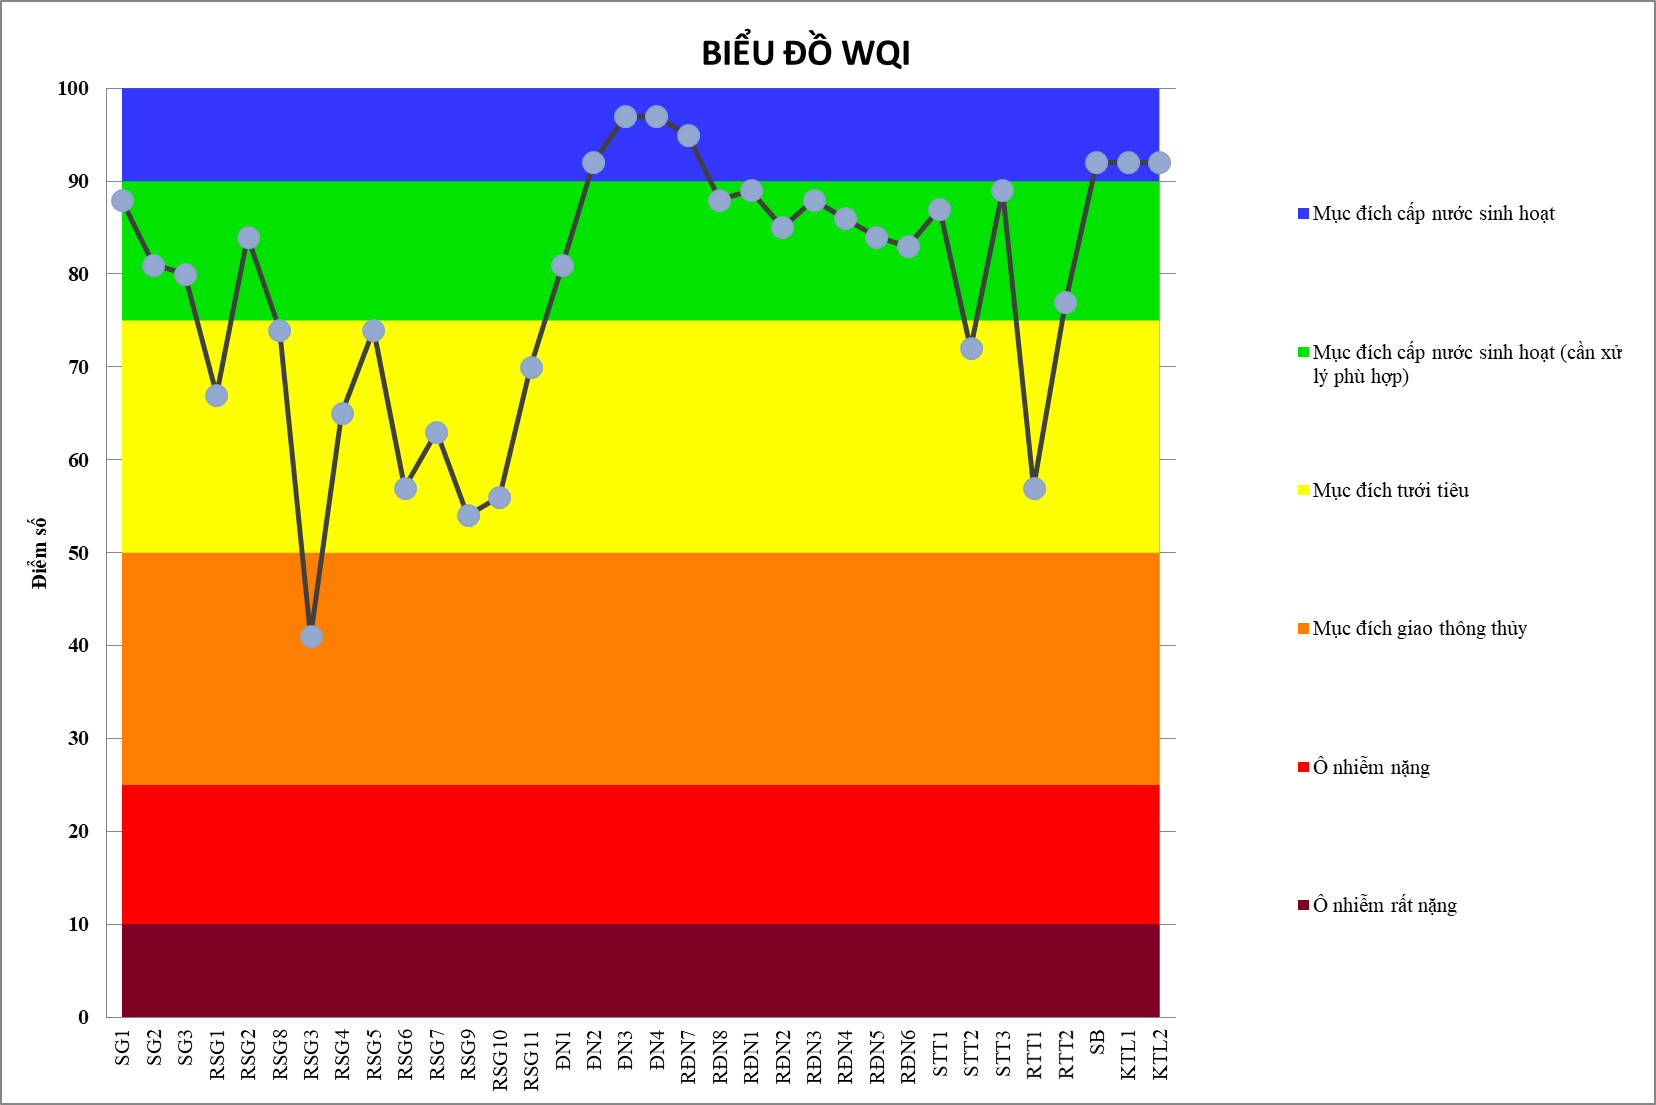 BIỂU ĐỒ WQI
Điểm số
100
90
80
70
60
50
40
30
20
10
0
SG1
SG2
SG3
RSG1
RSG2
RSG8
RSG3
RSG4
RSG5
RSG6
RSG7
RSG9
RSG10
RSG11
ĐN1
ĐN2
ĐN3
ĐN4
RĐN7
RĐN8
RĐN1
RĐN2
RĐN3
RĐN4
RĐN5
RĐN6
STT1
STT2
STT3
RTT1
RTT2
SB
KTL1
KTL2
Mục đích cấp nước sinh hoạt
Mục đích cấp nước sinh hoạt (cần xử
lý phù hợp)
Mục đích tưới tiêu
Mục đích giao thông thủy
Ô nhiễm nặng
Ô nhiễm rất nặng